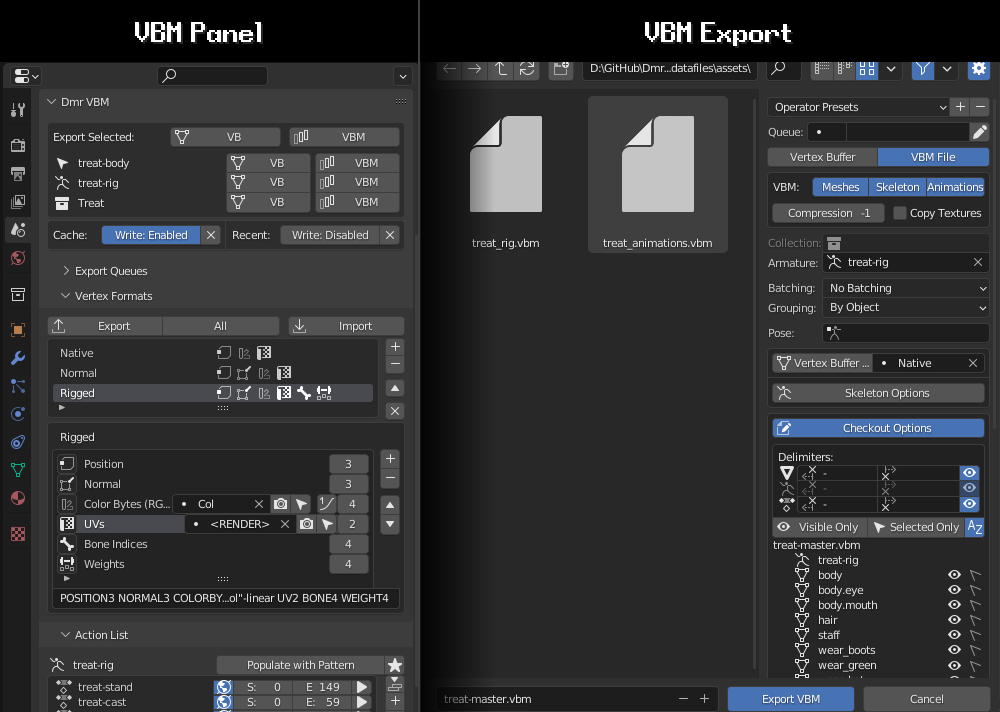 VBM Panel
Dmr VBM
Export Selected: VB VBM
treat-body VB VBM
treat-rig VB VBM
Treat VB VBM
Cache: Write: Enabled Recent: Write: Disabled
Export Queues
Vertex Formats
Export All Import
Native
Normal
Rigged
Rigged
Position 3
Normal 3
Color Bytes (RG... Col 4
UVs <RENDER> 2
Bone Indices 4
Weights 4
POSITION3 NORMAL3 COLORBY...ol"-linear UV2 BONE4 WEIGHT4
Action List
treat-rig Populate with Pattern
treat-stand S: 0 E 149
treat-cast S: 0 E: 59
VBM Export
D:\GitHub\Dmr...datafiles\assets\
treat_rig.vbm treat_animations.vbm
Operator Presets
Queue:
Vertex Buffer VBM File
VBM: Meshes Skeleton Animations
Compression -1 Copy Textures
Collection:
Armature: treat-rig
Batching: No Batching
Grouping: By Object
Pose:
Vertex Buffer ... Native
Skeleton Options
Checkout Options
Delimiters:
-
-
-
Visible Only Selected Only AZ
treat-master.vbm
treat-rig
body
body.eye
body.mouth
hair
staff
wear_boots
wear_green
treat-master.vbm Export VBM Cancel